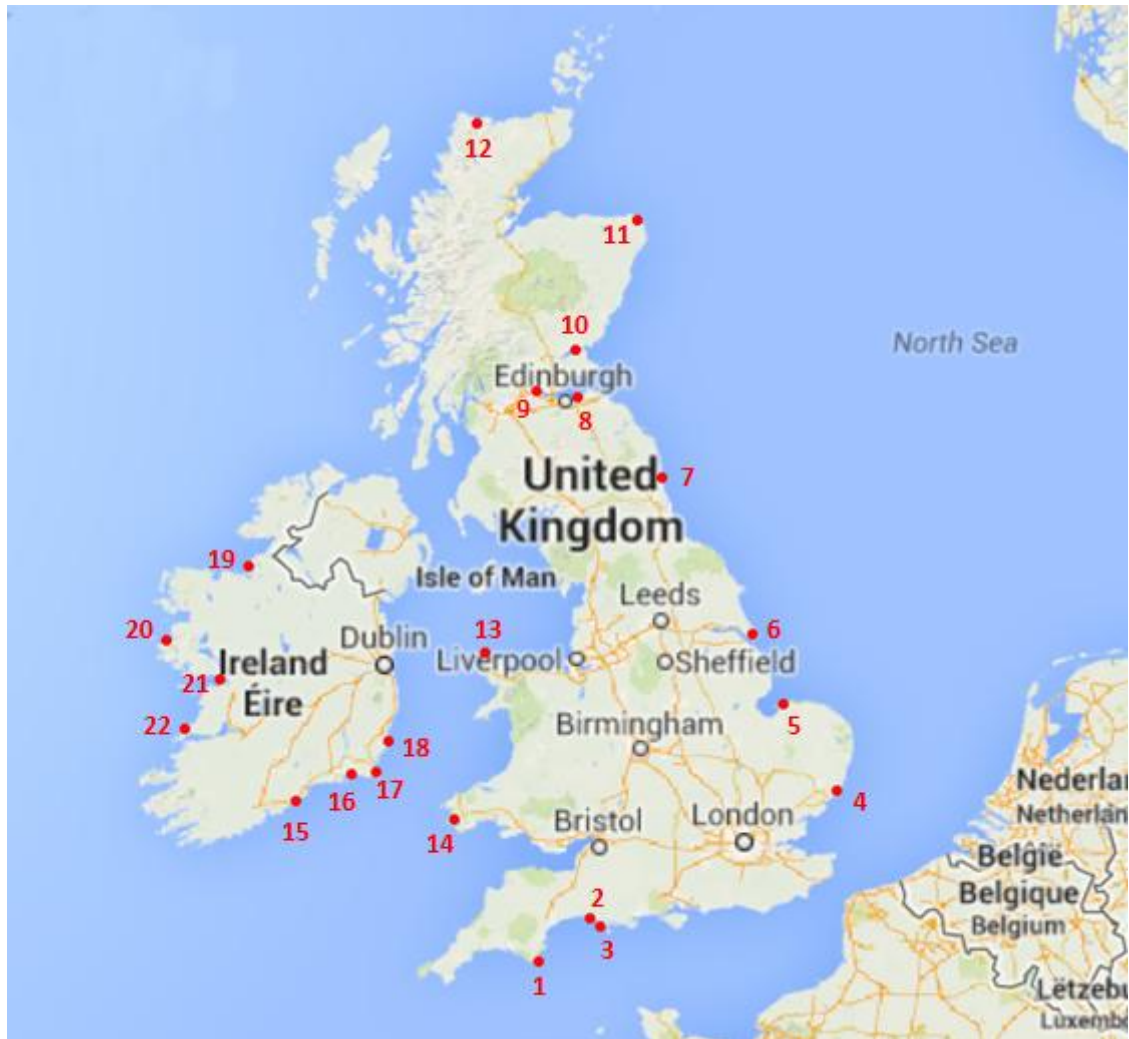 12
11
10
North Sea
Edinburgh
9
8
United
Kingdom
7
19
Isle of Man
Leeds
20
Dublin
13
6
Liverpool
Sheffield
Ireland
Éire
21
5
22
Birmingham
18
16
17
4
15
14
Bristol
London
Nederlan
Netherlan
België
Belgique
Belgium
2
3
1
Lëtzebu
Luxembo